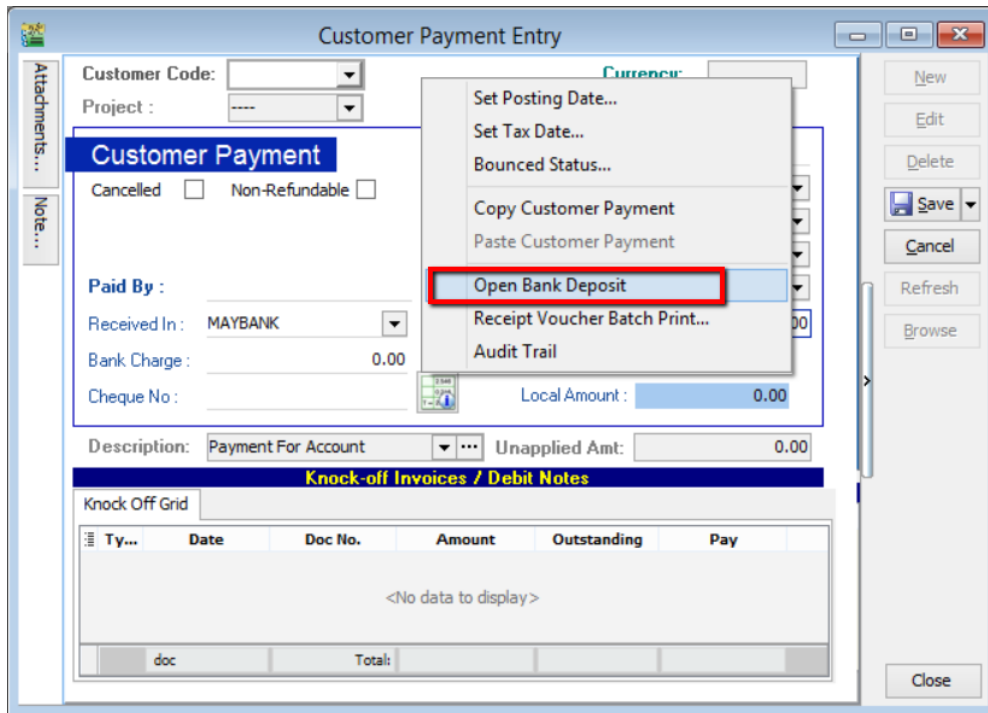 Customer Payment Entry
Attachments...
Note...
Customer Code:
Currency:
Project :
----
Customer Payment
Cancelled
Non-Refundable
Set Posting Date...
Set Tax Date...
Bounced Status...
Copy Customer Payment
Paste Customer Payment
Open Bank Deposit
Receipt Voucher Batch Print...
Audit Trail
Paid By :
Received In : MAYBANK
Bank Charge : 0.00
Cheque No :
Local Amount : 0.00
Description: Payment For Account
Unapplied Amt: 0.00
Knock-off Invoices / Debit Notes
Knock Off Grid
Ty... Date Doc No. Amount Outstanding Pay
<No data to display>
doc Total:
New
Edit
Delete
Save
Cancel
Refresh
Browse
Close